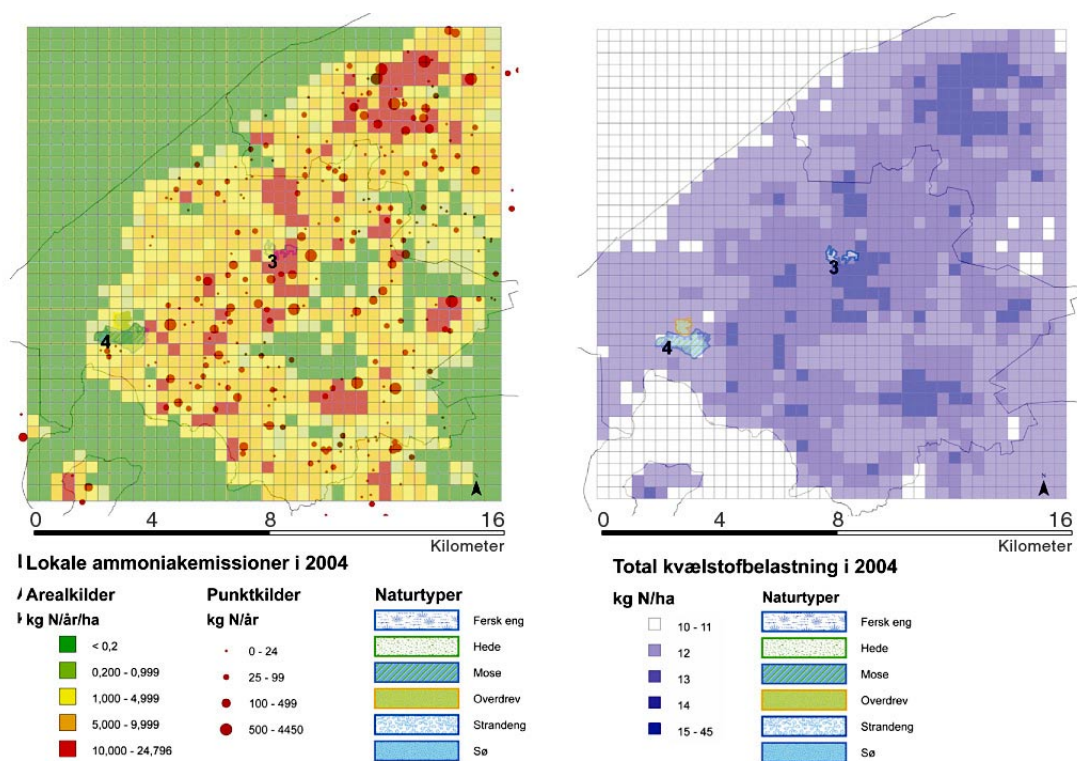 3
4
0 4 8 16
Kilometer
Lokale ammoniakemissioner i 2004
Arealkilder
kg N/år/ha
< 0,2
0,200 - 0,999
1,000 - 4,999
5,000 - 9,999
10,000 - 24,796
Punktkilder
kg N/år
0 - 24
25 - 99
100 - 499
500 - 4450
Naturtyper
Fersk eng
Hede
Mose
Overdrev
Strandeng
Sø
3
4
N
0 4 8 16
Kilometer
Total kvælstofbelastning i 2004
kg N/ha
10 - 11
12
13
14
15 - 45
Naturtyper
Fersk eng
Hede
Mose
Overdrev
Strandeng
Sø